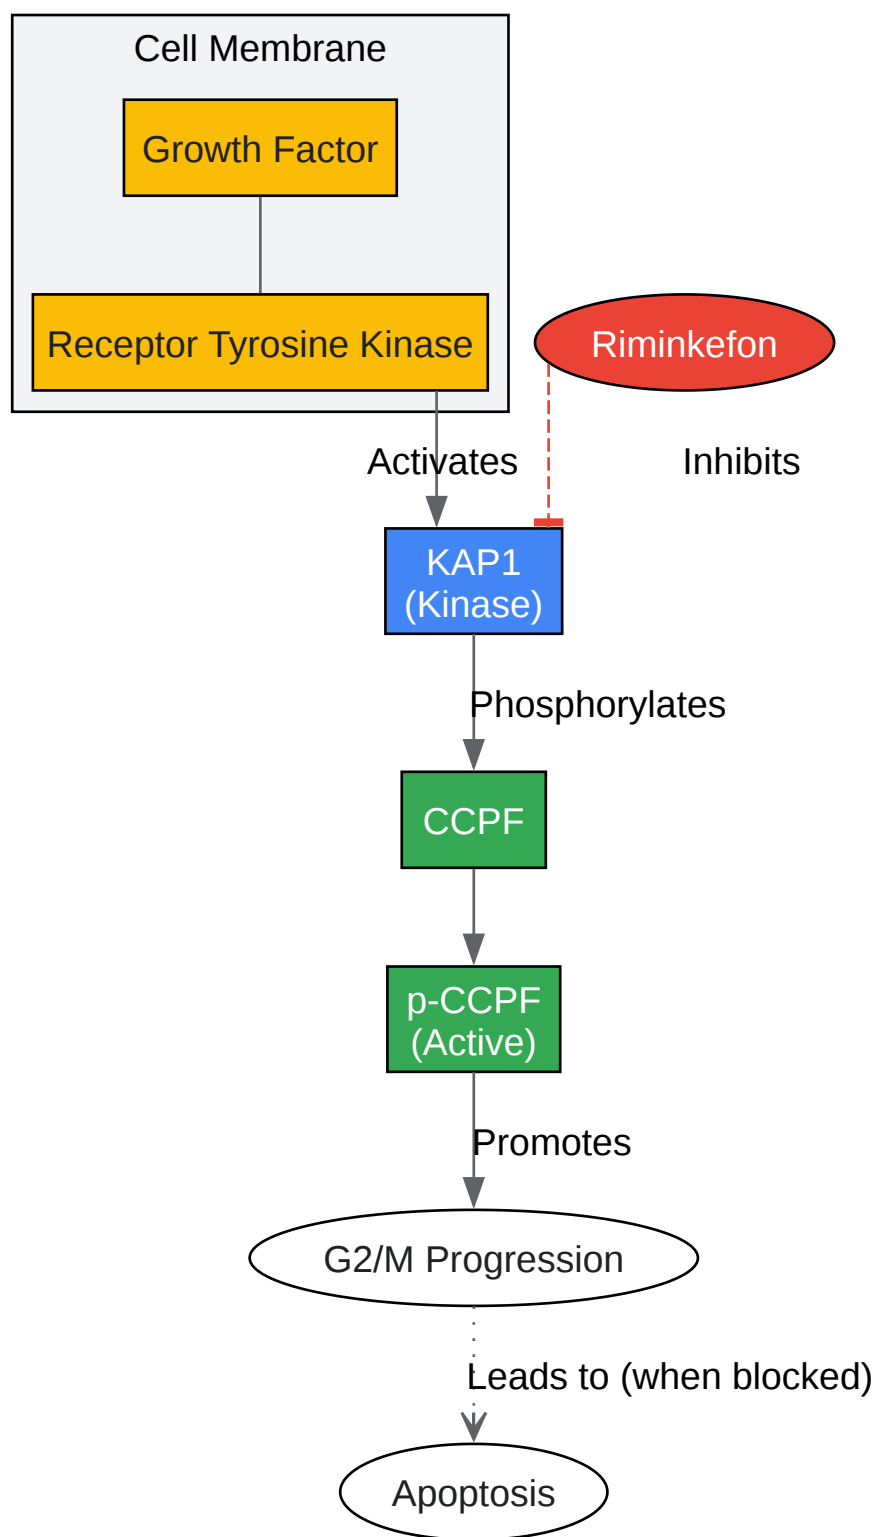 Cell Membrane
Growth Factor
Receptor Tyrosine Kinase
Riminkefon
Activates
Inhibits
KAP1
(Kinase)
Phosphorylates
CCPF
p-CCPF
(Active)
Promotes
G2/M Progression
Leads to (when blocked)
Apoptosis